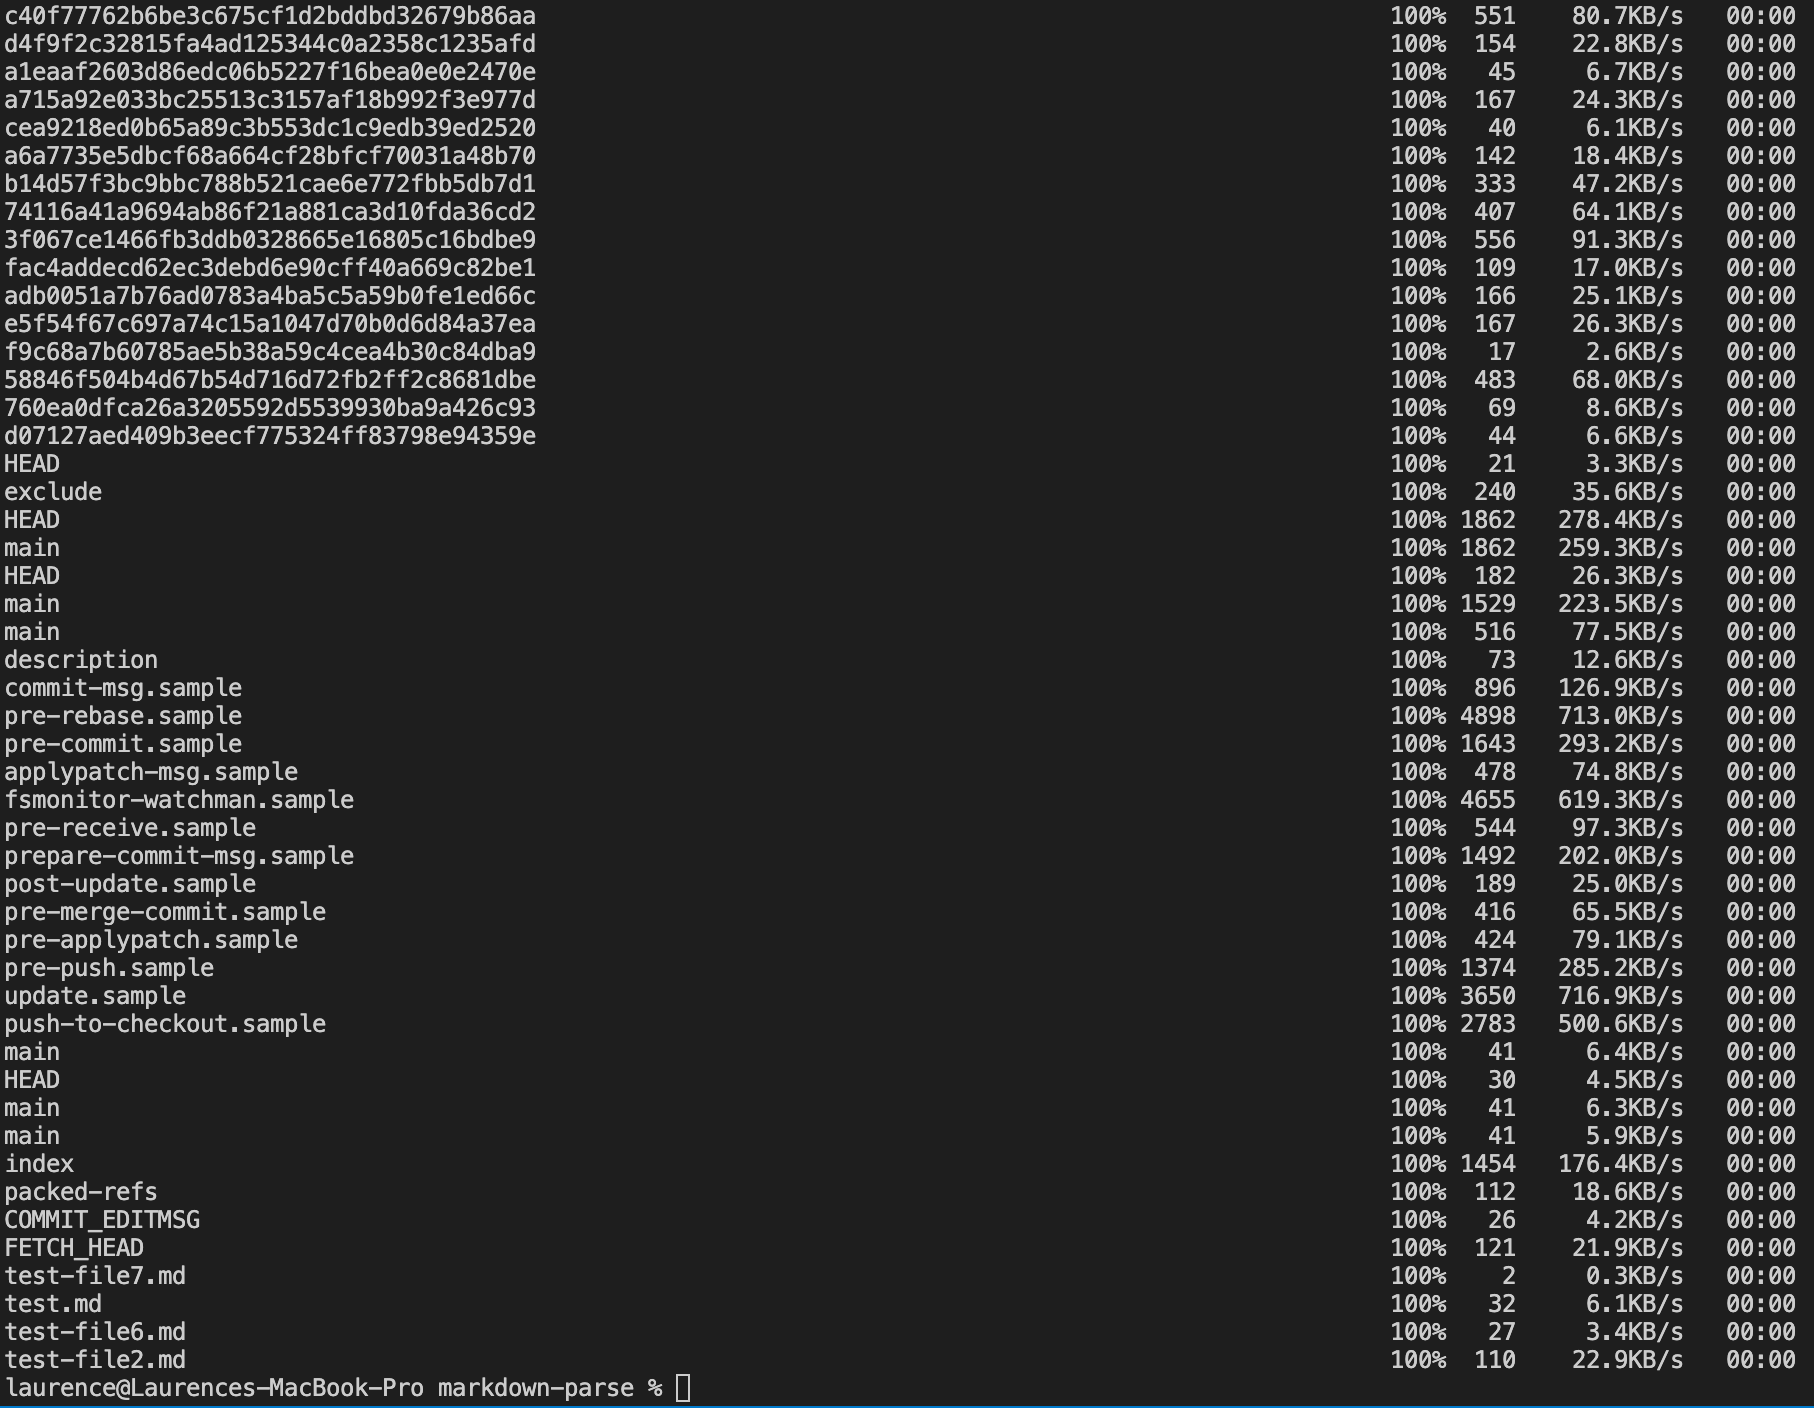 c40f77762b6be3c675cf1d2bddbd32679b86aa 100% 551 80.7KB/s 00:00
d4f9f2c32815fa4ad125344c0a2358c1235afd 100% 154 22.8KB/s 00:00
a1eaaf2603d86edc06b5227f16bea0e0e2470e 100% 45 6.7KB/s 00:00
a715a92e033bc25513c3157af18b992f3e977d 100% 167 24.3KB/s 00:00
cea9218ed0b65a89c3b553dc1c9edb39ed2520 100% 40 6.1KB/s 00:00
a6a7735e5dbcf68a664cf28bfcf70031a48b70 100% 142 18.4KB/s 00:00
b14d57f3bc9bbc788b521cae6e772fbb5db7d1 100% 333 47.2KB/s 00:00
74116a41a9694ab86f21a881ca3d10fda36cd2 100% 407 64.1KB/s 00:00
3f067ce1466fb3ddb0328665e16805c16bdbe9 100% 556 91.3KB/s 00:00
fac4addecd62ec3debd6e90cff40a669c82be1 100% 109 17.0KB/s 00:00
adb0051a7b76ad0783a4ba5c5a59b0fe1ed66c 100% 166 25.1KB/s 00:00
e5f54f67c697a74c15a1047d70b0d6d84a37ea 100% 167 26.3KB/s 00:00
f9c68a7b60785ae5b38a59c4cea4b30c84dba9 100% 17 2.6KB/s 00:00
58846f504b4d67b54d716d72fb2ff2c8681dbe 100% 483 68.0KB/s 00:00
760ea0dfca26a3205592d5539930ba9a426c93 100% 69 8.6KB/s 00:00
d07127aed409b3eecf775324ff83798e94359e 100% 44 6.6KB/s 00:00
HEAD 100% 21 3.3KB/s 00:00
exclude 100% 240 35.6KB/s 00:00
HEAD 100% 1862 278.4KB/s 00:00
main 100% 1862 259.3KB/s 00:00
HEAD 100% 182 26.3KB/s 00:00
main 100% 1529 223.5KB/s 00:00
main 100% 516 77.5KB/s 00:00
description 100% 73 12.6KB/s 00:00
commit-msg.sample 100% 896 126.9KB/s 00:00
pre-rebase.sample 100% 4898 713.0KB/s 00:00
pre-commit.sample 100% 1643 293.2KB/s 00:00
applypatch-msg.sample 100% 478 74.8KB/s 00:00
fsmonitor-watchman.sample 100% 4655 619.3KB/s 00:00
pre-receive.sample 100% 544 97.3KB/s 00:00
prepare-commit-msg.sample 100% 1492 202.0KB/s 00:00
post-update.sample 100% 189 25.0KB/s 00:00
pre-merge-commit.sample 100% 416 65.5KB/s 00:00
pre-applypatch.sample 100% 424 79.1KB/s 00:00
pre-push.sample 100% 1374 285.2KB/s 00:00
update.sample 100% 3650 716.9KB/s 00:00
push-to-checkout.sample 100% 2783 500.6KB/s 00:00
main 100% 41 6.4KB/s 00:00
HEAD 100% 30 4.5KB/s 00:00
main 100% 41 6.3KB/s 00:00
main 100% 41 5.9KB/s 00:00
index 100% 1454 176.4KB/s 00:00
packed-refs 100% 112 18.6KB/s 00:00
COMMIT_EDITMSG 100% 26 4.2KB/s 00:00
FETCH_HEAD 100% 121 21.9KB/s 00:00
test-file7.md 100% 2 0.3KB/s 00:00
test.md 100% 32 6.1KB/s 00:00
test-file6.md 100% 27 3.4KB/s 00:00
test-file2.md 100% 110 22.9KB/s 00:00
laurence@Laurences-MacBook-Pro markdown-parse %